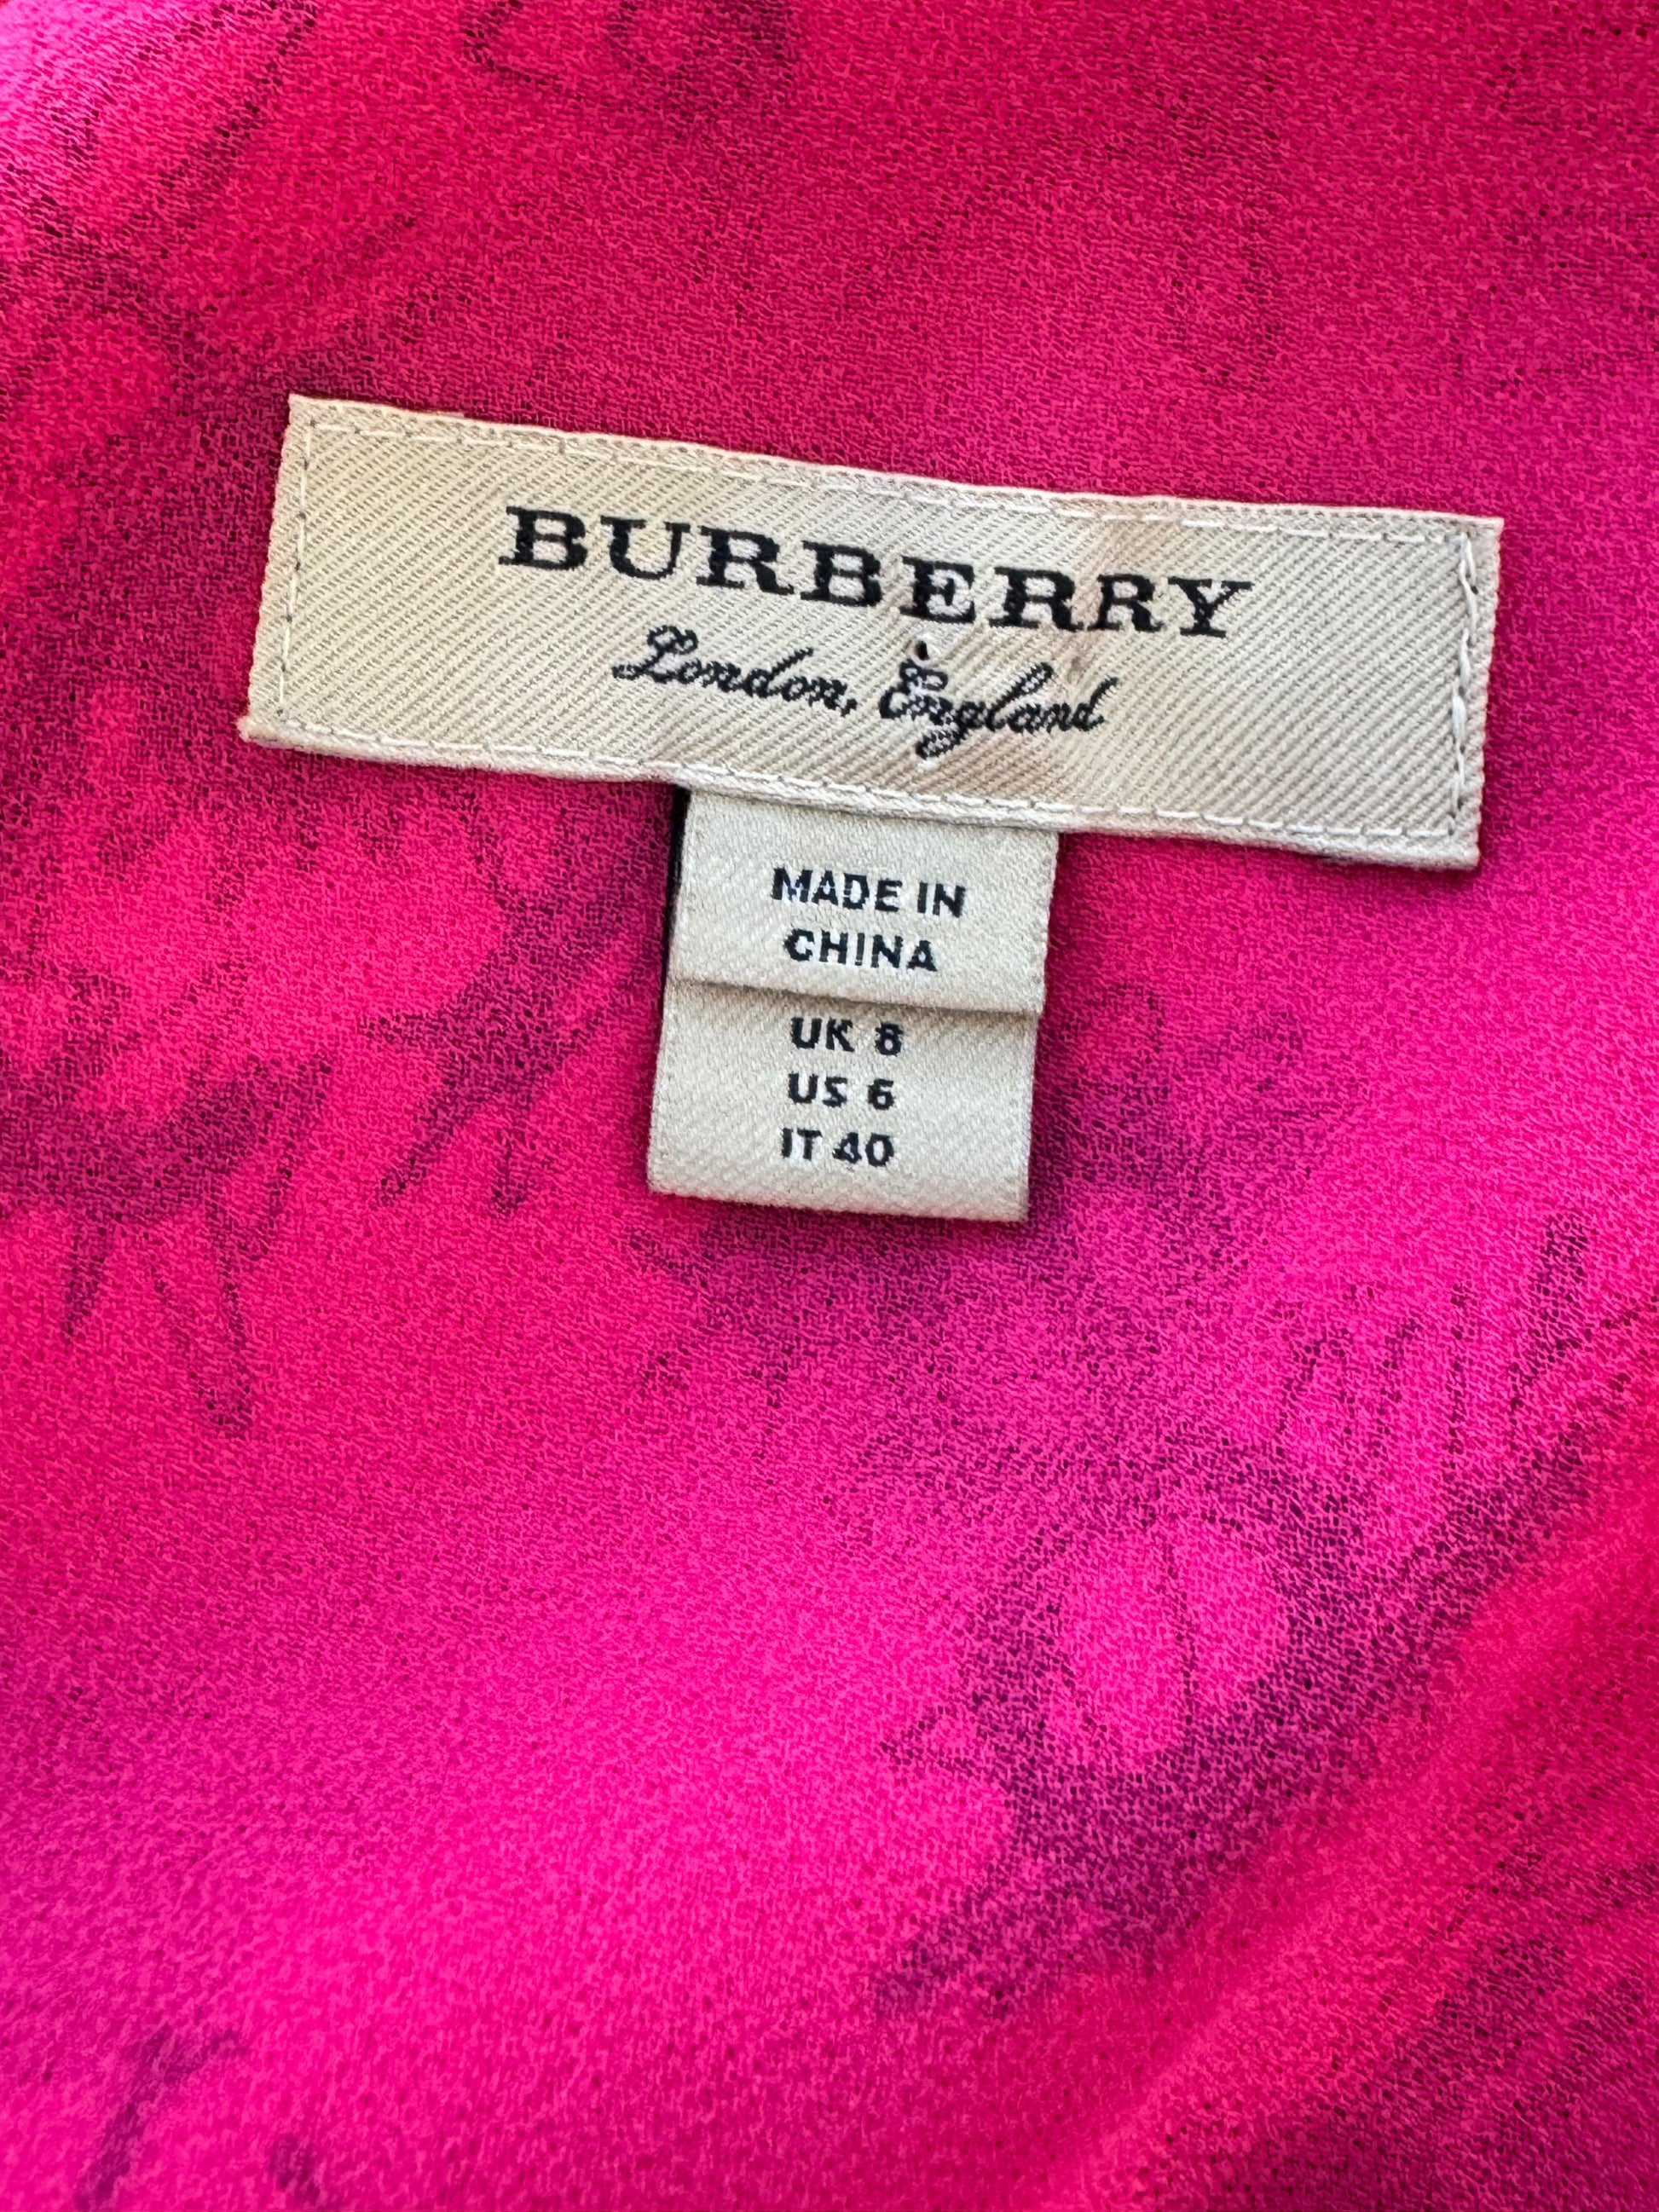 BURBERRY
London, England
MADE IN
CHINA
UK 8
US 6
IT 40